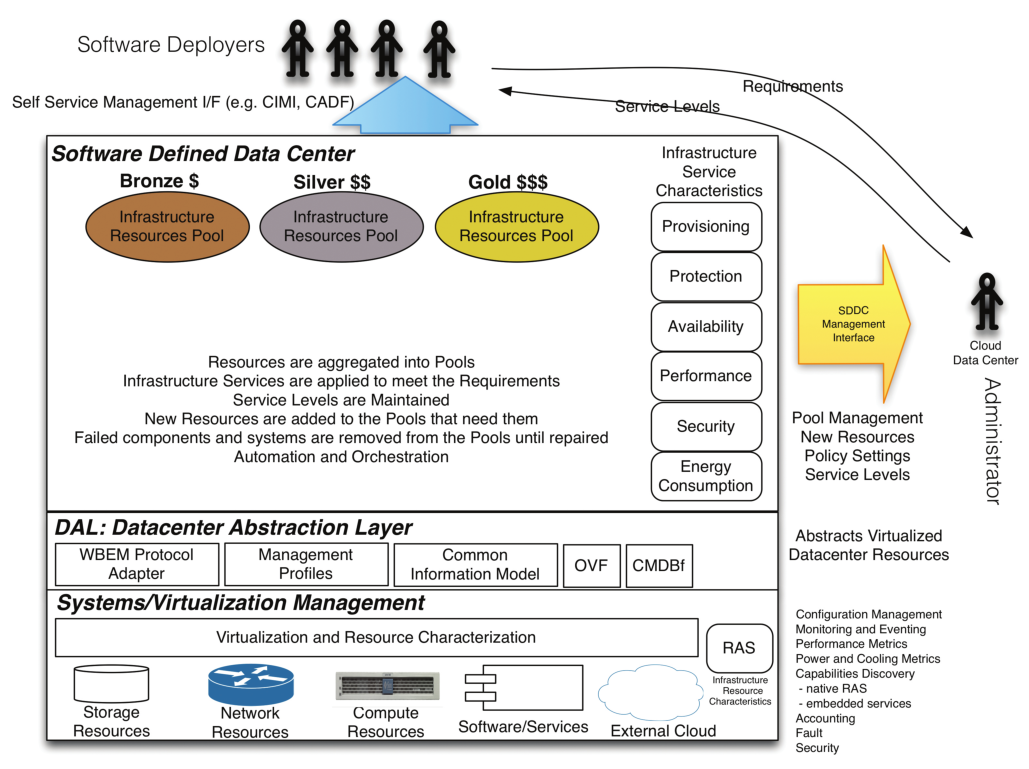 Software Deployers
Self Service Management I/F (e.g. CIMI, CADF)
Requirements
Service Levels
Software Defined Data Center
Bronze $
Infrastructure
Resources Pool
Silver $$
Infrastructure
Resources Pool
Gold $$$
Infrastructure
Resources Pool
Infrastructure
Service
Characteristics
Provisioning
Protection
Availability
Performance
Security
Energy
Consumption
Resources are aggregated into Pools
Infrastructure Services are applied to meet the Requirements
Service Levels are Maintained
New Resources are added to the Pools that need them
Failed components and systems are removed from the Pools until repaired
Automation and Orchestration
SDDC
Management
Interface
Cloud
Data Center
Administrator
Pool Management
New Resources
Policy Settings
Service Levels
DAL: Datacenter Abstraction Layer
WBEM Protocol
Adapter
Management
Profiles
Common
Information Model
OVF
CMDBf
Abstracts Virtualized
Datacenter Resources
Systems/Virtualization Management
Virtualization and Resource Characterization
RAS
Infrastructure
Resource
Characteristics
Storage
Resources
Network
Resources
Compute
Resources
Software/Services
External Cloud
Configuration Management
Monitoring and Eventing
Performance Metrics
Power and Cooling Metrics
Capabilities Discovery
- native RAS
- embedded services
Accounting
Fault
Security